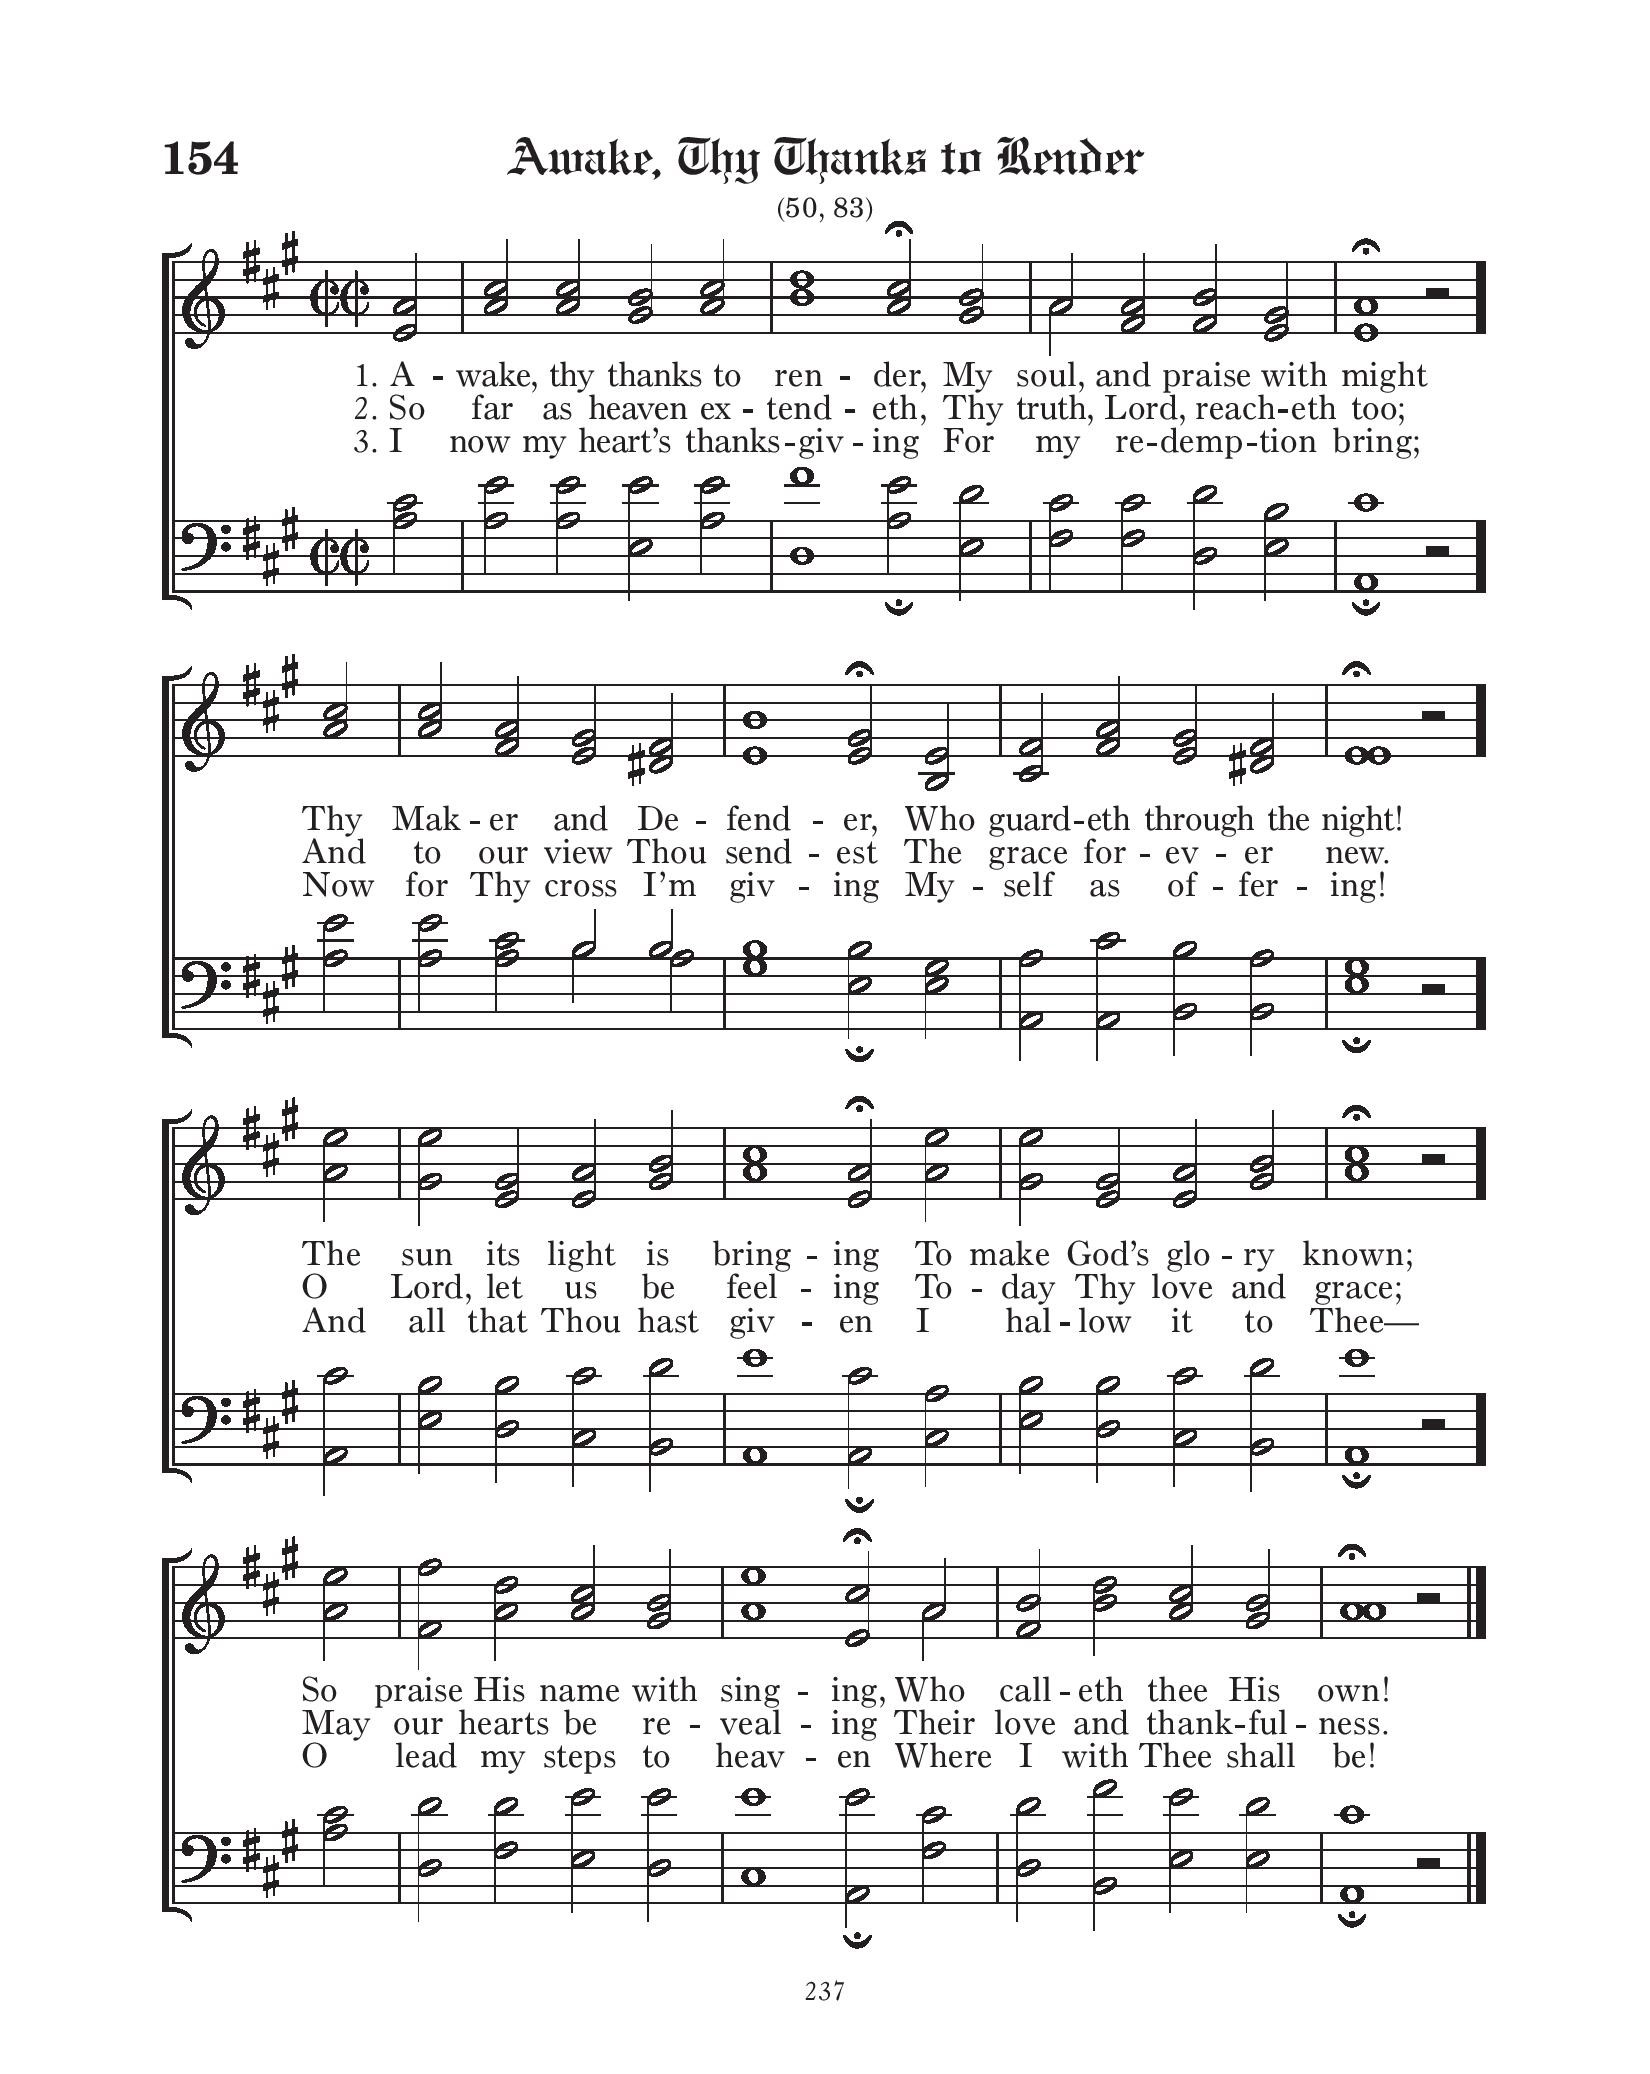 154
Awake, Thy Thanks to Render
(50, 83)
1. A - wake, thy thanks to ren - der, My soul, and praise with might
2. So far as heaven ex - tend - eth, Thy truth, Lord, reach-eth too;
3. I now my heart's thanks-giv - ing For my re-demp-tion bring;
Thy Mak - er and De - fend - er, Who guard-eth through the night!
And to our view Thou send - est The grace for - ev - er new.
Now for Thy cross I'm giv - ing My - self as of - fer - ing!
The sun its light is bring - ing To make God's glo - ry known;
O Lord, let us be feel - ing To - day Thy love and grace;
And all that Thou hast giv - en I hal - low it to Thee—
So praise His name with sing - ing, Who call - eth thee His own!
May our hearts be re - veal - ing Their love and thank-ful - ness.
O lead my steps to heav - en Where I with Thee shall be!
237